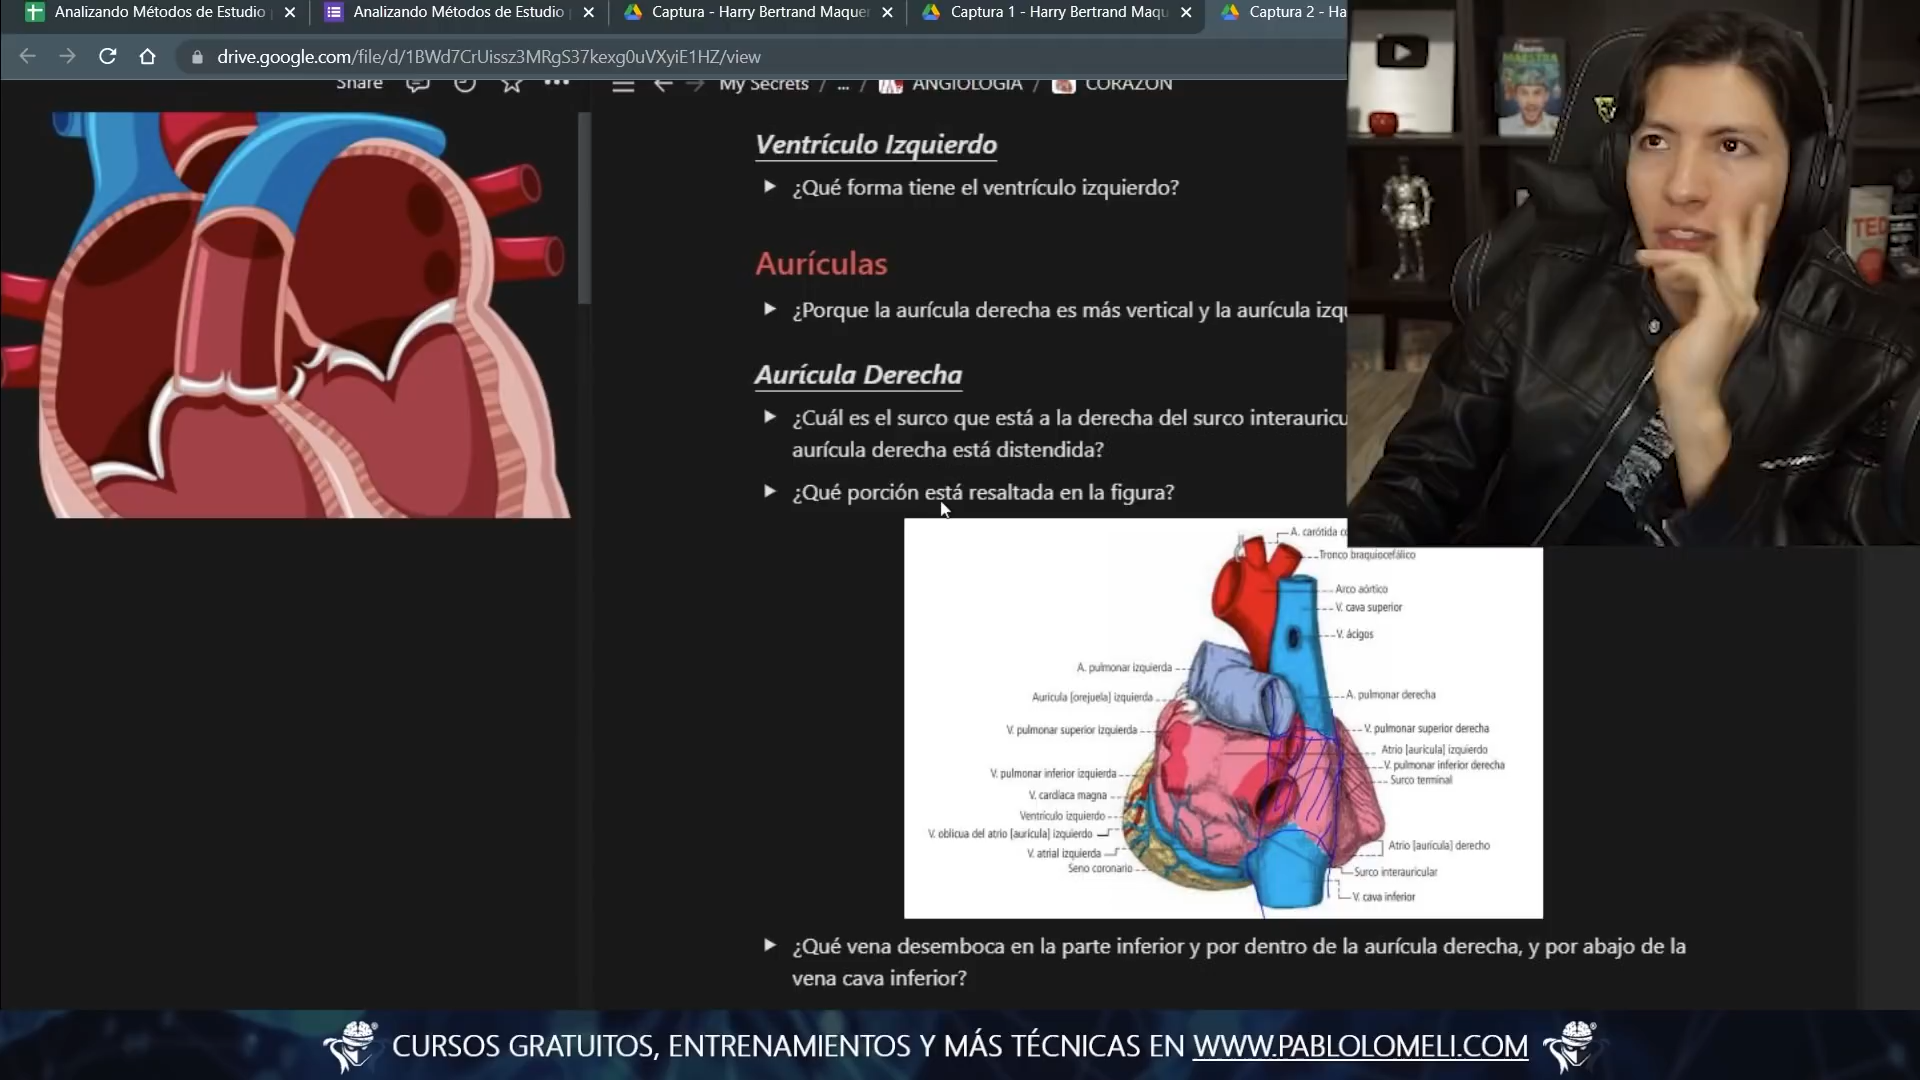 Analizando Métodos de Estudio
Analizando Métodos de Estudio
Captura - Harry Bertrand Maque
Captura 1 - Harry Bertrand Maqu
Captura 2 - Ha
drive.google.com/file/d/1BWd7CrUissz3MRgS37kexg0uVXyiE1HZ/view
Share
My Secrets / ... / ANGIOLOGIA / CORAZON
Ventrículo Izquierdo
¿Qué forma tiene el ventrículo izquierdo?
Aurículas
¿Porque la aurícula derecha es más vertical y la aurícula izq
Aurícula Derecha
¿Cuál es el surco que está a la derecha del surco interauricu
aurícula derecha está distendida?
¿Qué porción está resaltada en la figura?
A. carótida c
Tronco braquiocefálico
Arco aórtico
V. cava superior
V. ácigos
A. pulmonar izquierda
Aurícula [orejuela] izquierda
V. pulmonar superior izquierda
V. pulmonar inferior izquierda
V. cardíaca magna
Ventrículo izquierdo
V. oblicua del atrio [aurícula] izquierdo
V. atrial izquierda
Seno coronario
A. pulmonar derecha
V. pulmonar superior derecha
Atrio [aurícula] izquierdo
V. pulmonar inferior derecha
Surco terminal
Atrio [aurícula] derecho
Surco interauricular
V. cava inferior
¿Qué vena desemboca en la parte inferior y por dentro de la aurícula derecha, y por abajo de la
vena cava inferior?
TED
CURSOS GRATUITOS, ENTRENAMIENTOS Y MÁS TÉCNICAS EN WWW.PABLOLOMELI.COM